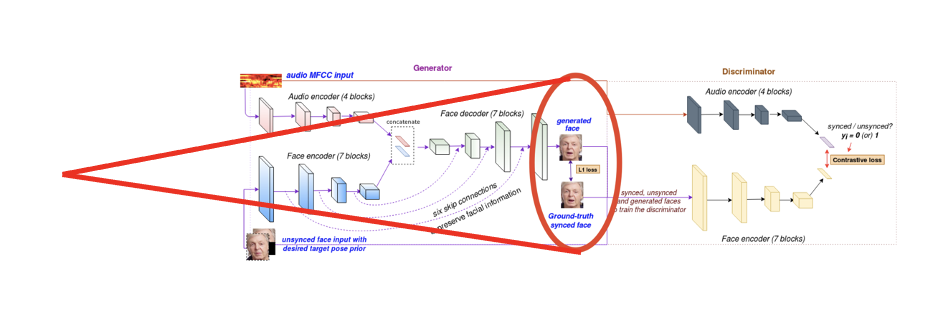 Generator
Discriminator
audio MFCC input
Audio encoder (4 blocks)
Audio encoder (4 blocks)
concatenate
Face decoder (7 blocks)
generated
face
synced / unsynced?
yᵢ = 0 (or) 1
Contrastive loss
Face encoder (7 blocks)
L1 loss
six skip connections
preserve facial information
synced, unsynced
and generated faces
train the discriminator
Ground-truth
synced face
unsynced face input with
desired target pose prior
Face encoder (7 blocks)